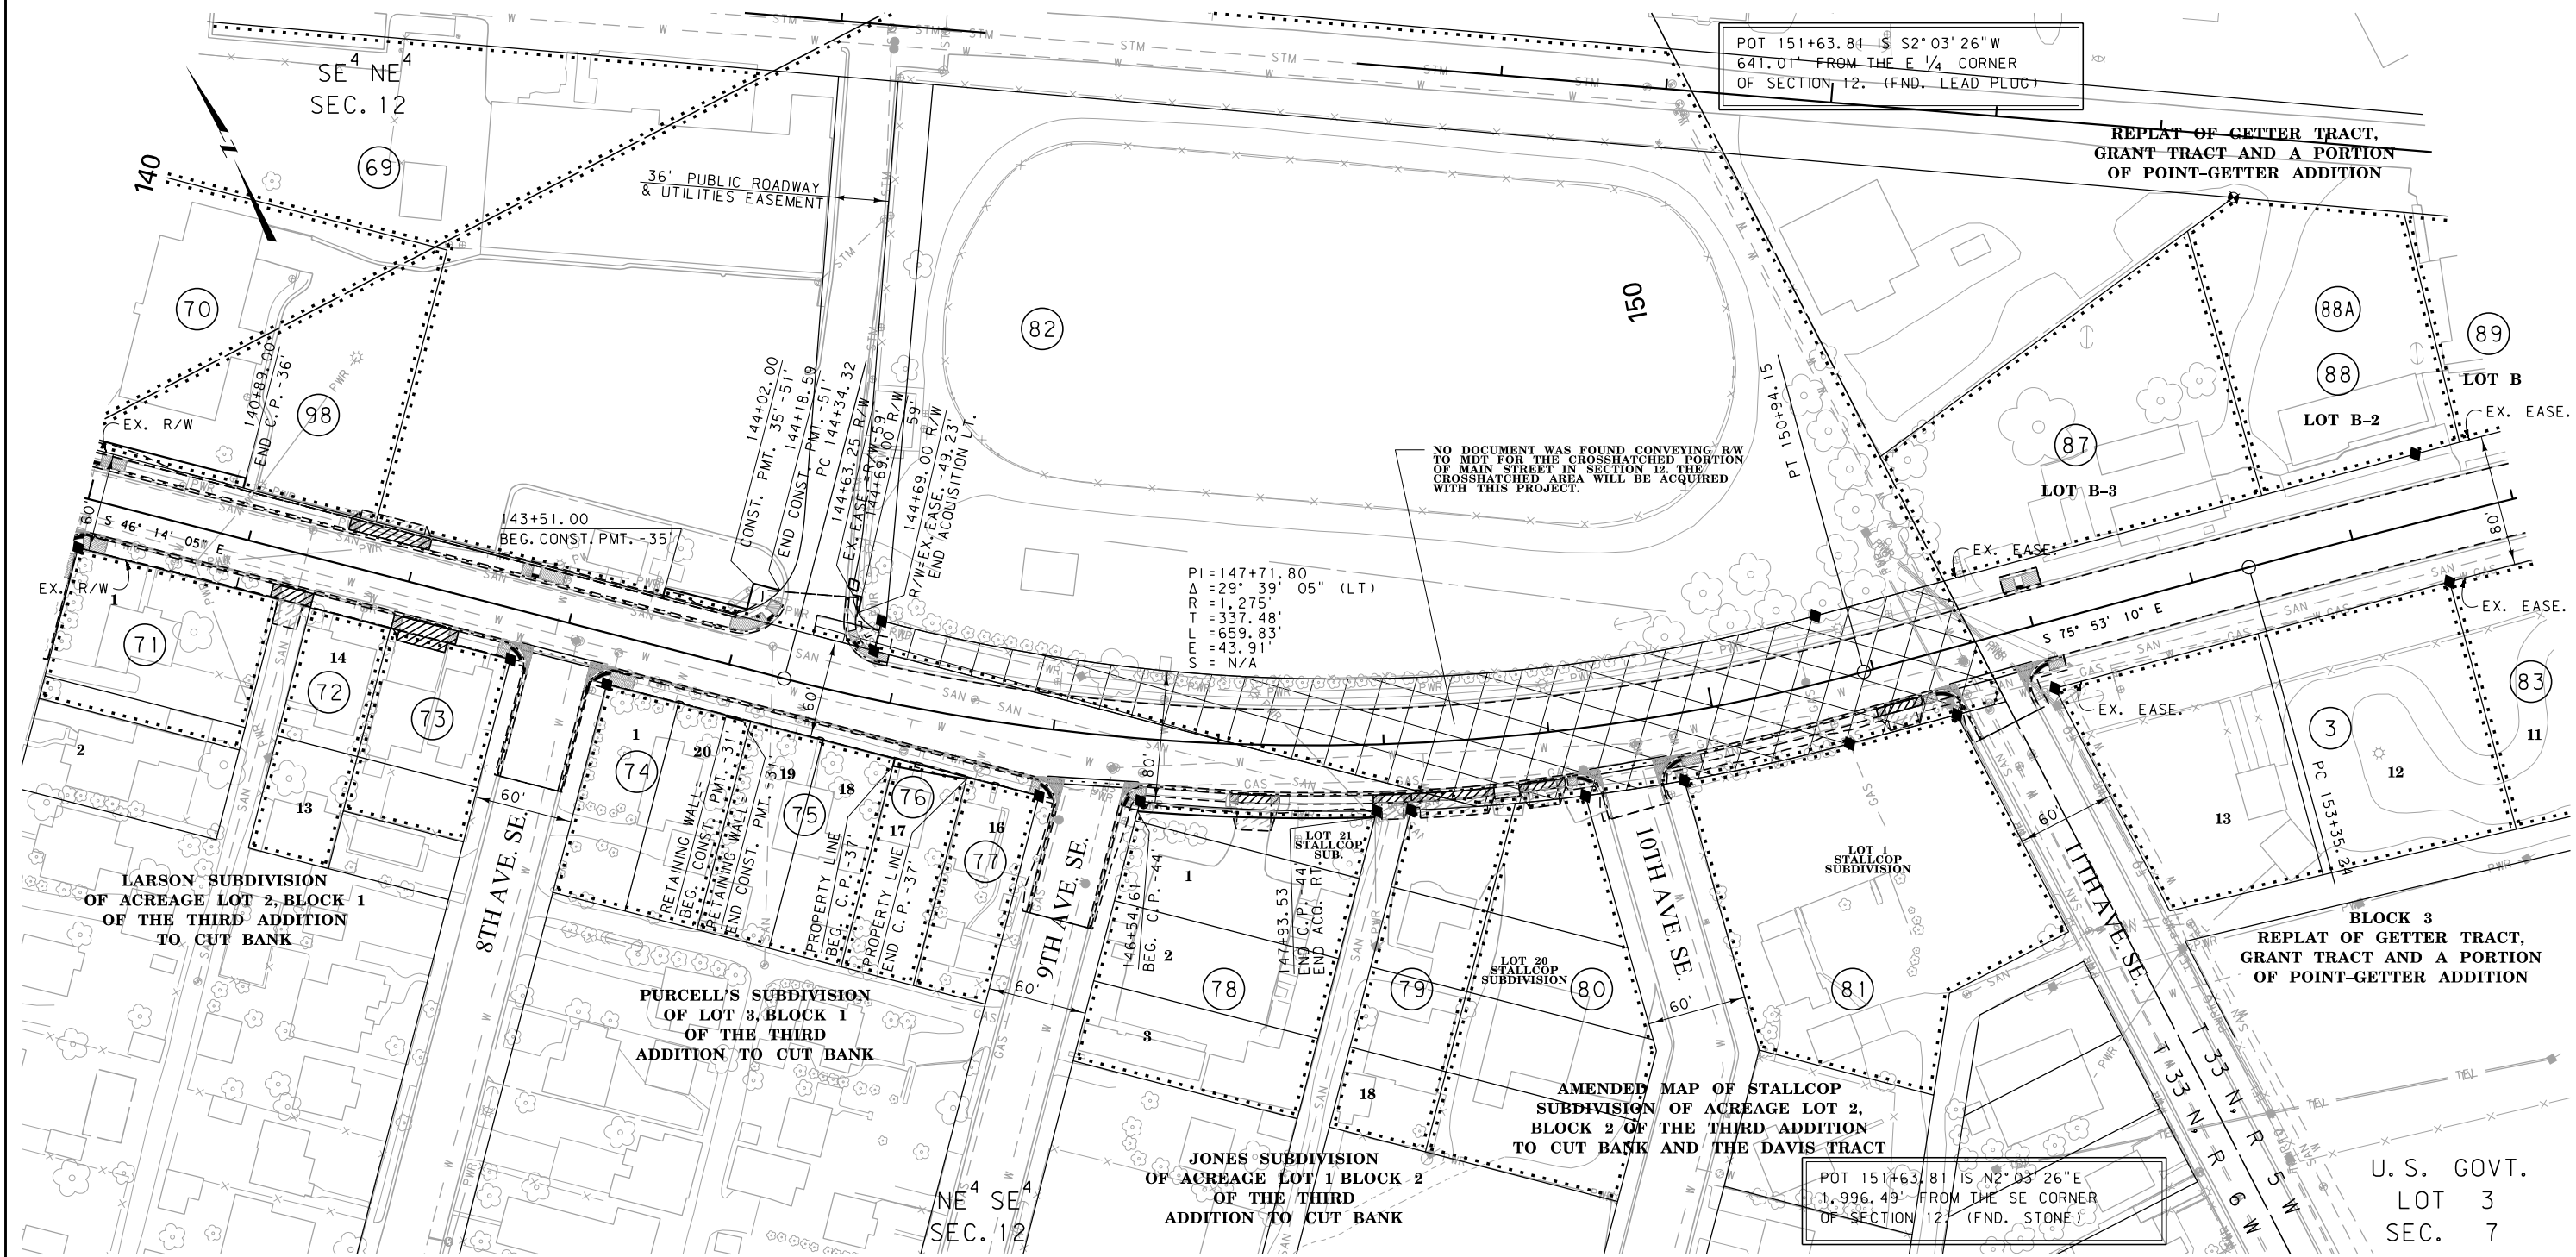 SE 4 NE 4
SEC. 12
140
69
70
98
36' PUBLIC ROADWAY
& UTILITIES EASEMENT
82
150
POT 151+63.81 IS S2° 03' 26" W
641.01' FROM THE E 1/4 CORNER
OF SECTION 12. (FND. LEAD PLUG)
REPLAT OF GETTER TRACT,
GRANT TRACT AND A PORTION
OF POINT-GETTER ADDITION
88A
88
LOT B-2
89
LOT B
EX. EASE.
87
LOT B-3
EX. R/W
140+89.00
END C.P. -36'
143+51.00
BEG. CONST. PMT. -35'
144+02.00
CONST. PMT. 35'-51'
144+18.59
END CONST. PMT. -51'
PC 144+34.32
144+63.25 R/W
EX. EASE.-R/W-59'
144+69.00 R/W
59'
144+69.00 R/W
R/W=EX. EASE. -49.23'
END ACQUISITION LT.
NO DOCUMENT WAS FOUND CONVEYING R/W
TO MDT FOR THE CROSSHATCHED PORTION
OF MAIN STREET IN SECTION 12. THE
CROSSHATCHED AREA WILL BE ACQUIRED
WITH THIS PROJECT.
PT 150+94.15
PI =147+71.80
Δ =29° 39' 05" (LT)
R =1,275'
T =337.48'
L =659.83'
E =43.91'
S = N/A
60'
S 46° 14' 05" E
EX. R/W
60'
80'
EX. EASE.
S 75° 53' 10" E
80'
EX. EASE.
EX. EASE.
1
71
2
14
72
73
13
60'
8TH AVE. SE.
1
74
20
RETAINING WALL-
BEG. CONST. PMT. -3
RETAINING WALL
END CONST. PMT. 31'
19
75
18
PROPERTY LINE
BEG. C.P. -37'
76
17
PROPERTY LINE
END C.P. -37'
16
77
60'
9TH AVE. SE.
146+54.61
BEG. C.P. -44'
1
2
78
3
147+93.53
END C.P. -44'
END ACQ. RT.
LOT 21
STALLCOP
SUB.
79
18
LOT 20
STALLCOP
SUBDIVISION
80
10TH AVE. SE.
60'
LOT 1
STALLCOP
SUBDIVISION
81
11TH AVE. SE.
60'
3
PC 153+35.24
83
11
12
13
LARSON SUBDIVISION
OF ACREAGE LOT 2, BLOCK 1
OF THE THIRD ADDITION
TO CUT BANK
PURCELL'S SUBDIVISION
OF LOT 3, BLOCK 1
OF THE THIRD
ADDITION TO CUT BANK
JONES SUBDIVISION
OF ACREAGE LOT 1 BLOCK 2
OF THE THIRD
ADDITION TO CUT BANK
AMENDED MAP OF STALLCOP
SUBDIVISION OF ACREAGE LOT 2,
BLOCK 2 OF THE THIRD ADDITION
TO CUT BANK AND THE DAVIS TRACT
BLOCK 3
REPLAT OF GETTER TRACT,
GRANT TRACT AND A PORTION
OF POINT-GETTER ADDITION
POT 151+63.81 IS N2° 03' 26" E
1,996.49' FROM THE SE CORNER
OF SECTION 12. (FND. STONE)
NE 4 SE 4
SEC. 12
T 33 N, R 6 W
T 33 N, R 5 W
U.S. GOVT.
LOT 3
SEC. 7